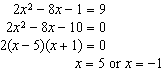 2x² − 8x − 1 = 9
2x² − 8x − 10 = 0
2(x − 5)(x + 1) = 0
x = 5 or x = −1